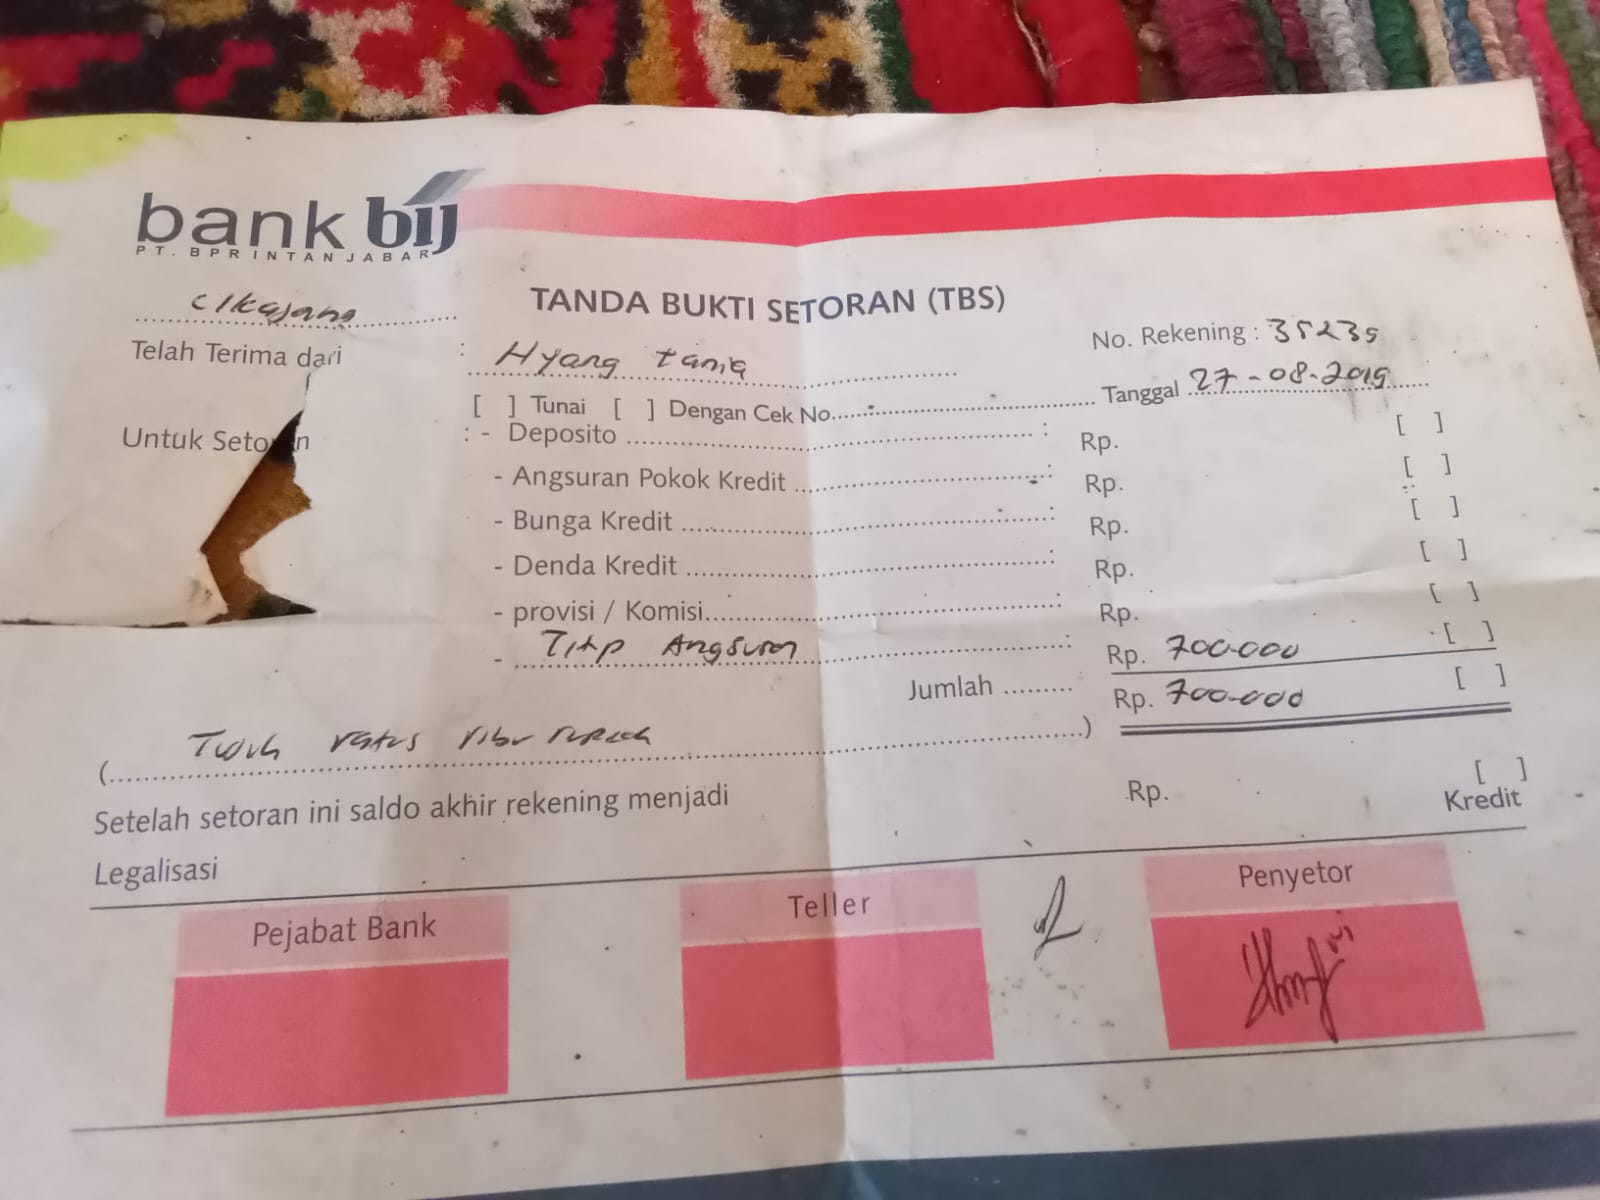 bank bij
PT. BPR INTAN JABAR
Cikajang
TANDA BUKTI SETORAN (TBS)
No. Rekening : 35235
Telah Terima dari : Hyang tania
Tanggal 27-08-2019
[ ] Tunai [ ] Dengan Cek No.
Untuk Setoran : - Deposito : Rp. [ ]
- Angsuran Pokok Kredit : Rp. [ ]
- Bunga Kredit : Rp. [ ]
- Denda Kredit : Rp. [ ]
- provisi / Komisi : Rp. [ ]
- Titip Angsuran : Rp. 700.000 [ ]
Jumlah ......... Rp. 700.000 [ ]
(Tujuh ratus ribu rupiah)
Setelah setoran ini saldo akhir rekening menjadi Rp. [ ]
Kredit
Legalisasi
Pejabat Bank Teller Penyetor